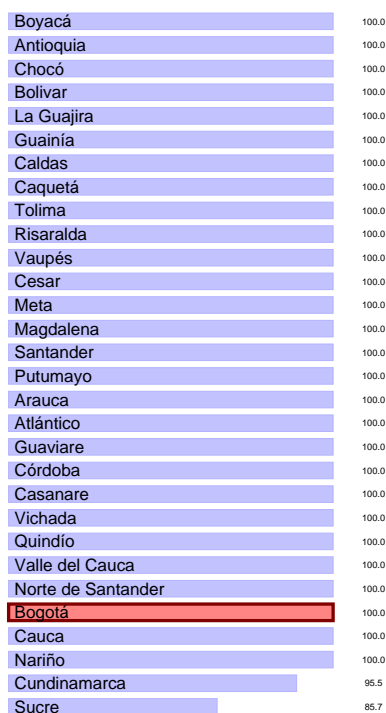 Boyacá 100.0
Antioquia 100.0
Chocó 100.0
Bolivar 100.0
La Guajira 100.0
Guainía 100.0
Caldas 100.0
Caquetá 100.0
Tolima 100.0
Risaralda 100.0
Vaupés 100.0
Cesar 100.0
Meta 100.0
Magdalena 100.0
Santander 100.0
Putumayo 100.0
Arauca 100.0
Atlántico 100.0
Guaviare 100.0
Córdoba 100.0
Casanare 100.0
Vichada 100.0
Quindío 100.0
Valle del Cauca 100.0
Norte de Santander 100.0
Bogotá 100.0
Cauca 100.0
Nariño 100.0
Cundinamarca 95.5
Sucre 85.7